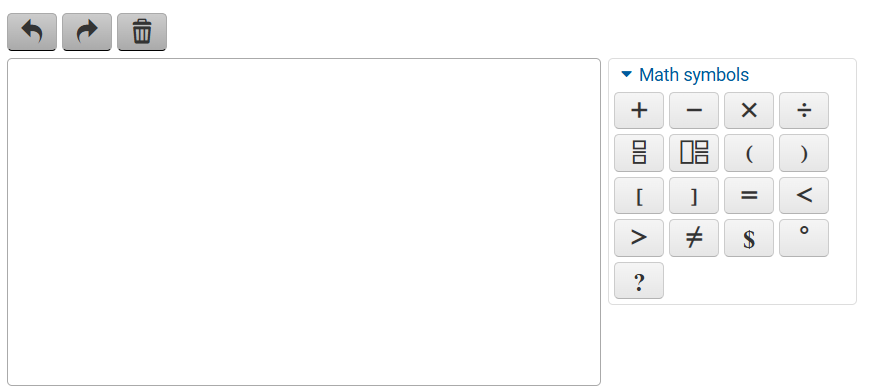 Math symbols
+ − × ÷
( )
[ ] = <
> ≠ $ °
?